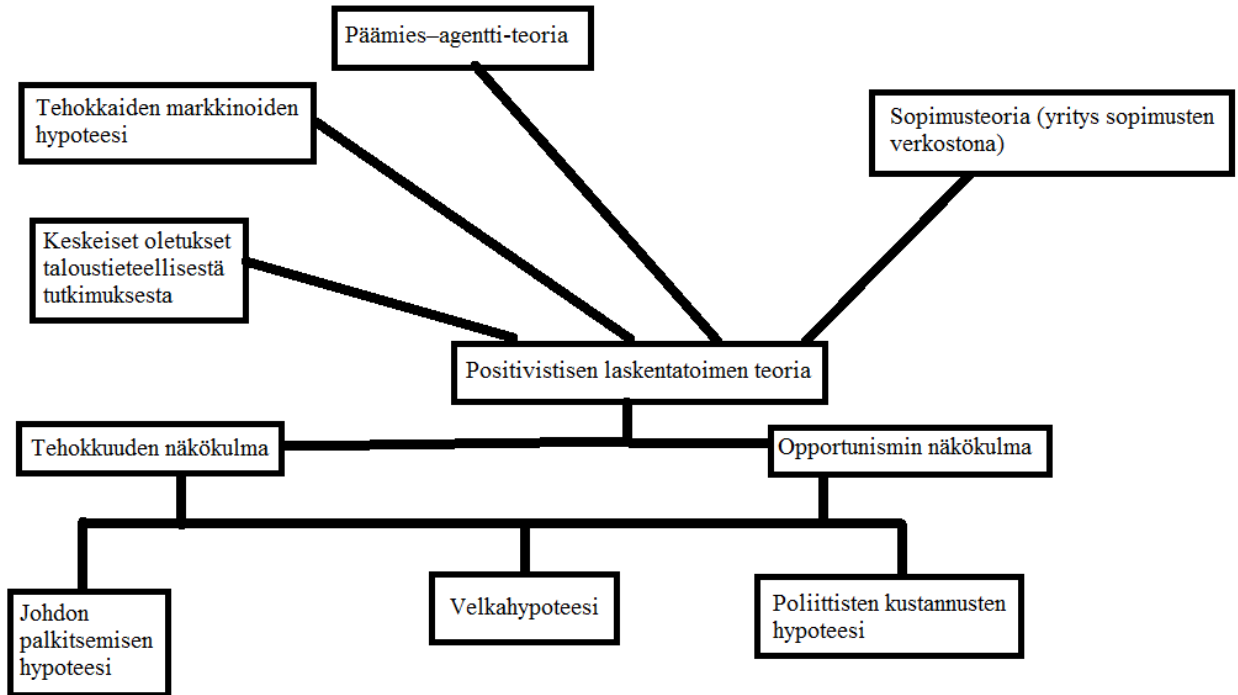 Päämies–agentti-teoria
Tehokkaiden markkinoiden
hypoteesi
Sopimusteoria (yritys sopimusten
verkostona)
Keskeiset oletukset
taloustieteellisestä
tutkimuksesta
Positivistisen laskentatoimen teoria
Tehokkuuden näkökulma
Opportunismin näkökulma
Johdon
palkitsemisen
hypoteesi
Velkahypoteesi
Poliittisten kustannusten
hypoteesi